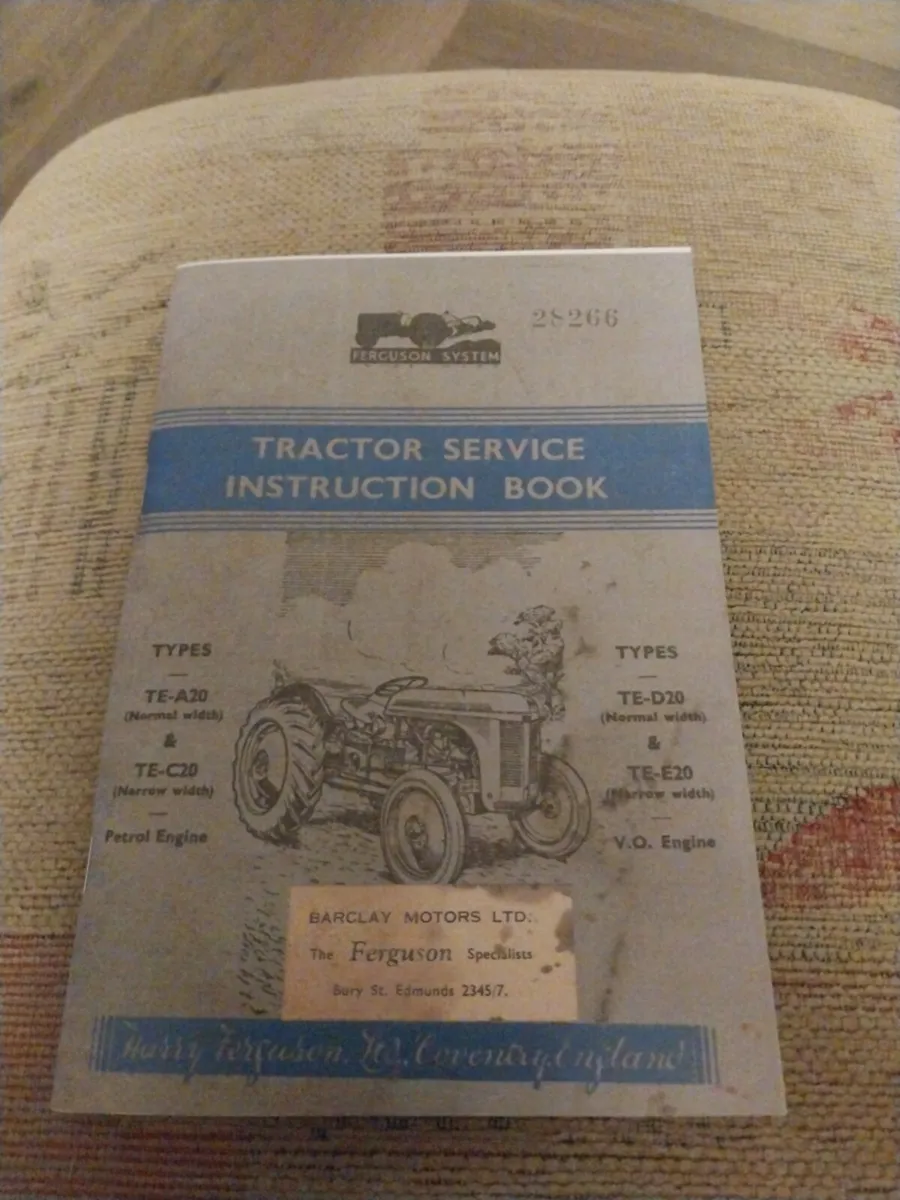 28266
FERGUSON SYSTEM
TRACTOR SERVICE
INSTRUCTION BOOK
TYPES
TE-A20
(Normal width)
&
TE-C20
(Narrow width)
Petrol Engine
TYPES
TE-D20
(Normal width)
&
TE-E20
(Narrow width)
V.O. Engine
BARCLAY MOTORS LTD.
The Ferguson Specialists
Bury St. Edmunds 2345/7.
Harry Ferguson, Ltd., Coventry, England